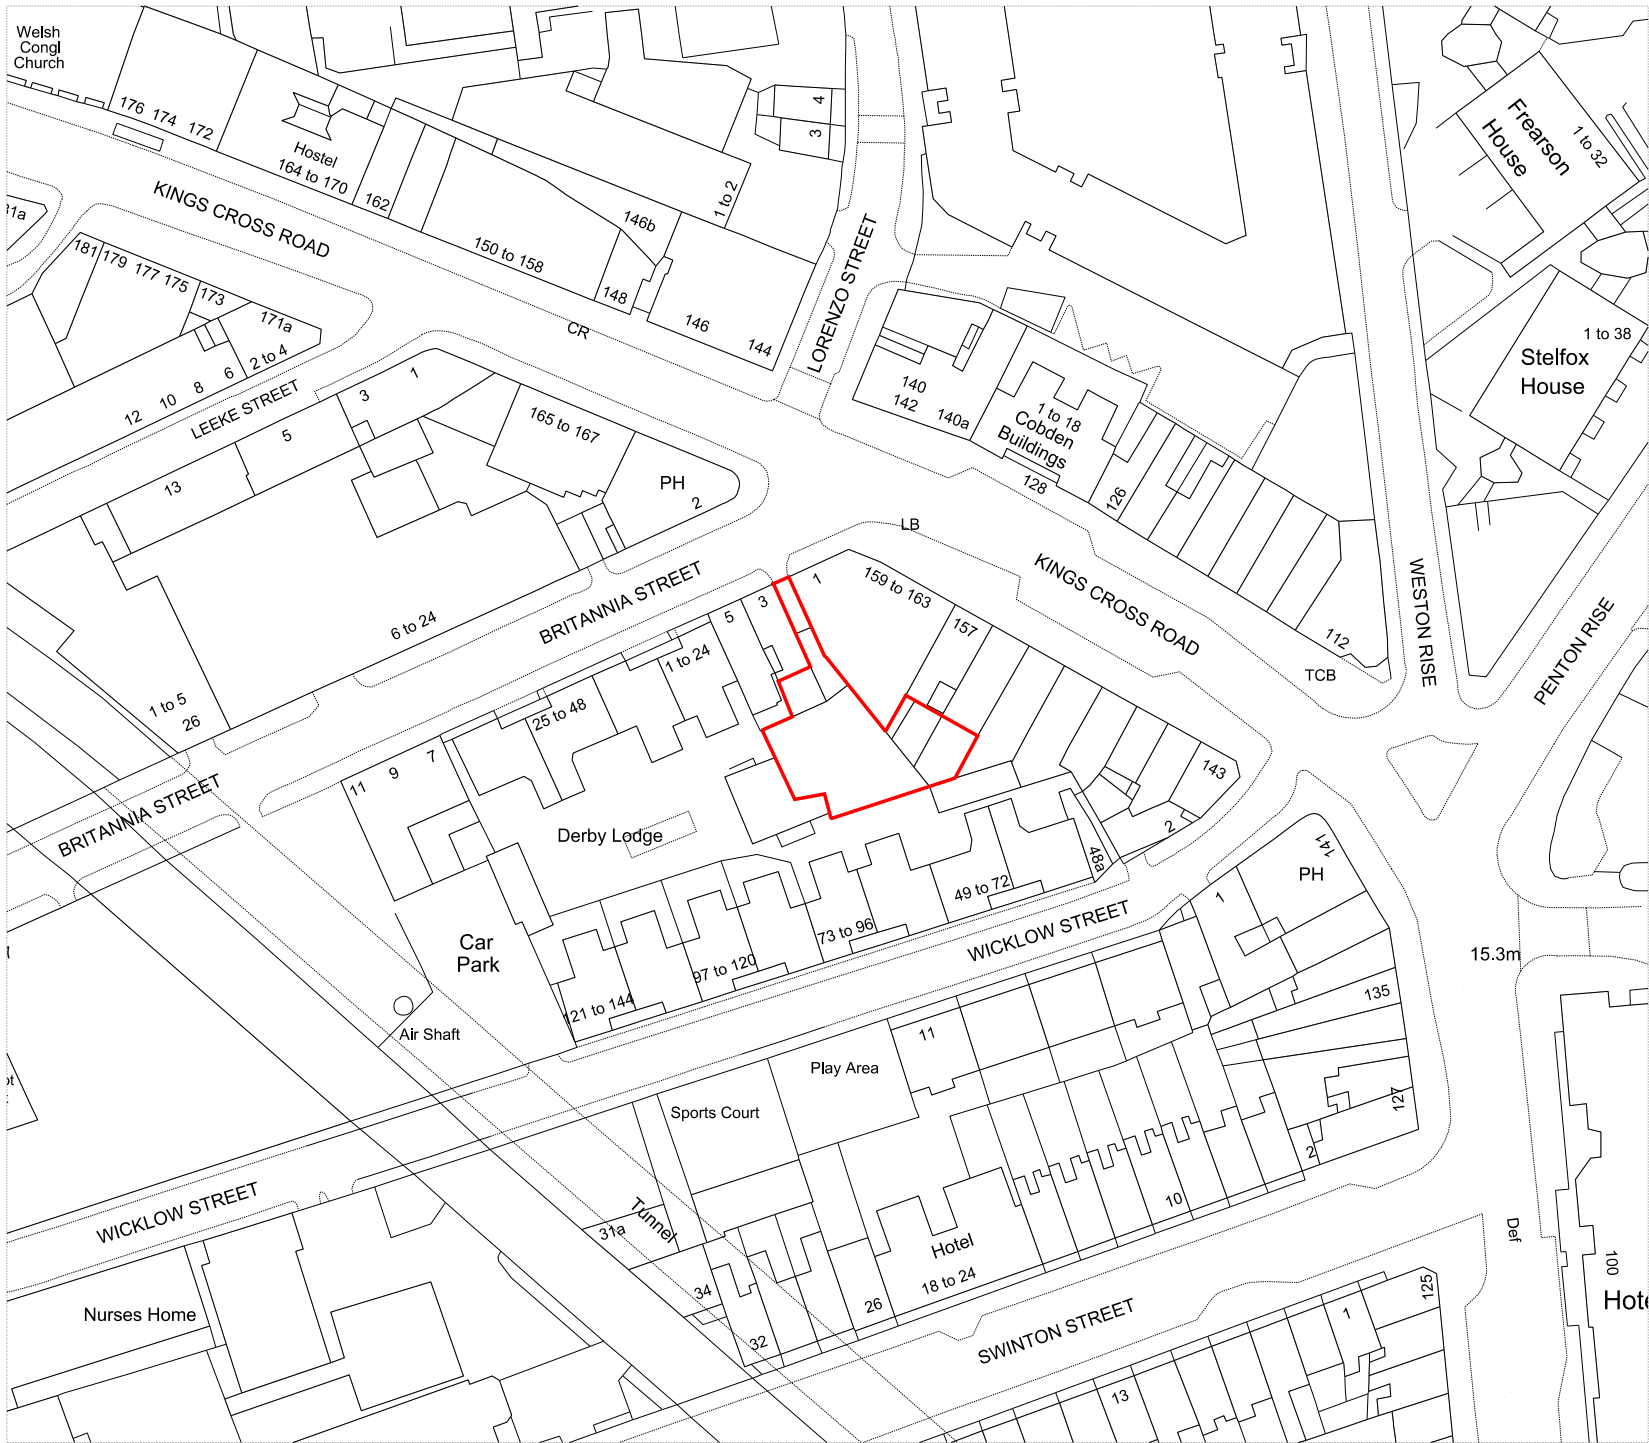 Welsh
Congl
Church
176 174 172
Hostel
164 to 170
162
KINGS CROSS ROAD
150 to 158
148
146b
146
144
1 to 2
4
3
LORENZO STREET
CR
31a
181
179
177
175
173
171a
2 to 4
6
8
10
12
LEEKE STREET
1
3
5
13
165 to 167
PH
2
6 to 24
1 to 5
26
BRITANNIA STREET
BRITANNIA STREET
140
142
140a
1 to 18
Cobden
Buildings
128
126
112
TCB
LB
KINGS CROSS ROAD
WESTON RISE
PENTON RISE
Frearson
House
1 to 32
Stelfox
House
1 to 38
1
159 to 163
157
3
5
1 to 24
25 to 48
7
9
11
Derby Lodge
143
2
48a
49 to 72
73 to 96
97 to 120
121 to 144
Car
Park
Air Shaft
WICKLOW STREET
WICKLOW STREET
141
PH
1
15.3m
135
127
2
11
Play Area
Sports Court
Tunnel
31a
34
32
26
Hotel
18 to 24
10
Nurses Home
SWINTON STREET
125
1
13
Def
100